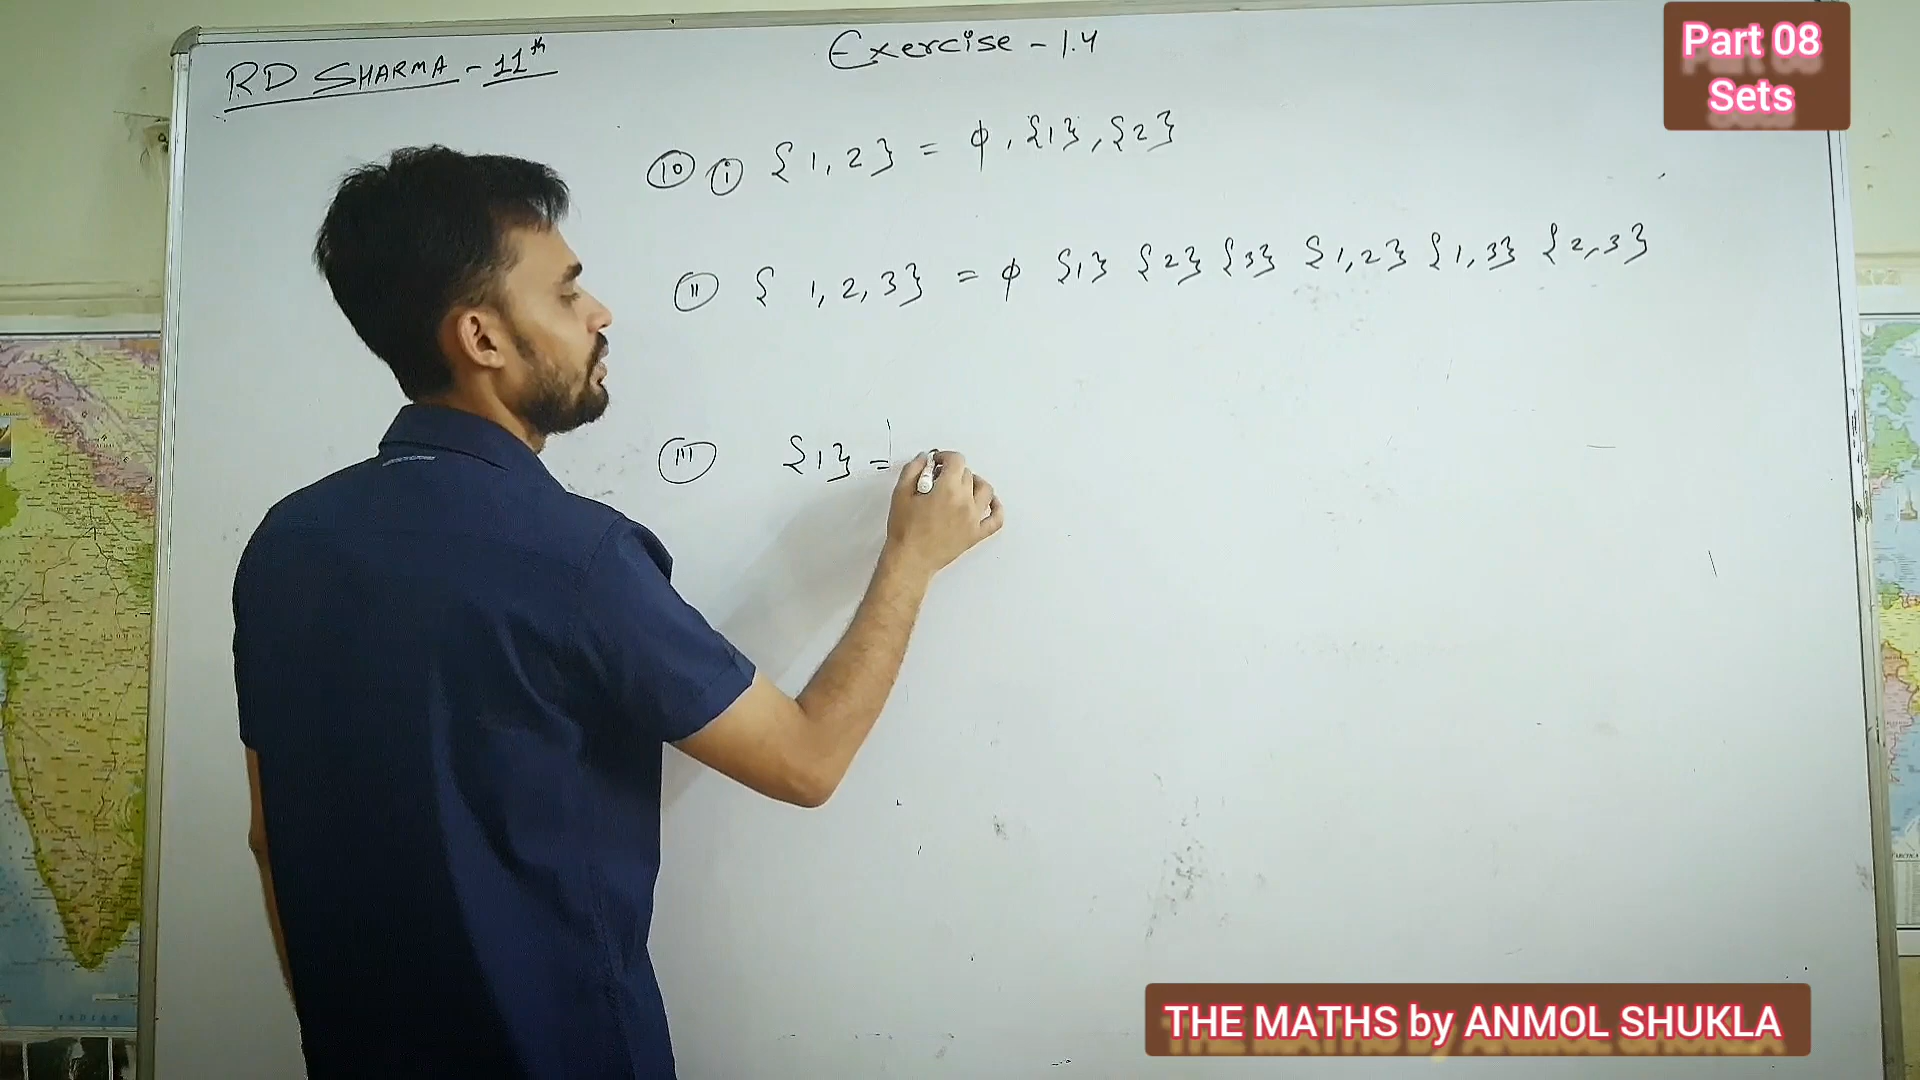 RD SHARMA - 11th
Exercise - 1.4
Part 08
Sets
(10) (i) {1, 2} = ϕ, {1}, {2}
(ii) {1, 2, 3} = ϕ {1} {2} {3} {1, 2} {1, 3} {2, 3}
(iii) {1} =
THE MATHS by ANMOL SHUKLA